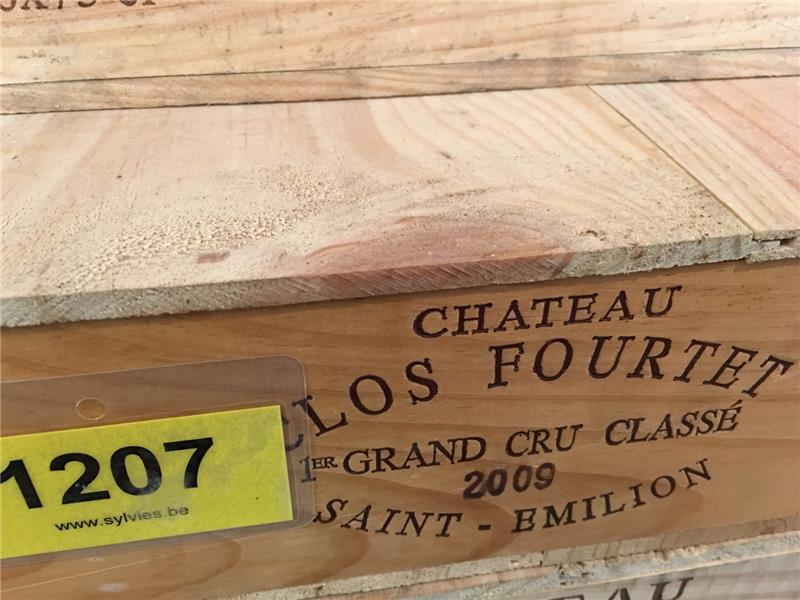 1207
www.sylvies.be
CHATEAU
CLOS FOURTET
1ER GRAND CRU CLASSÉ
2009
SAINT - EMILION